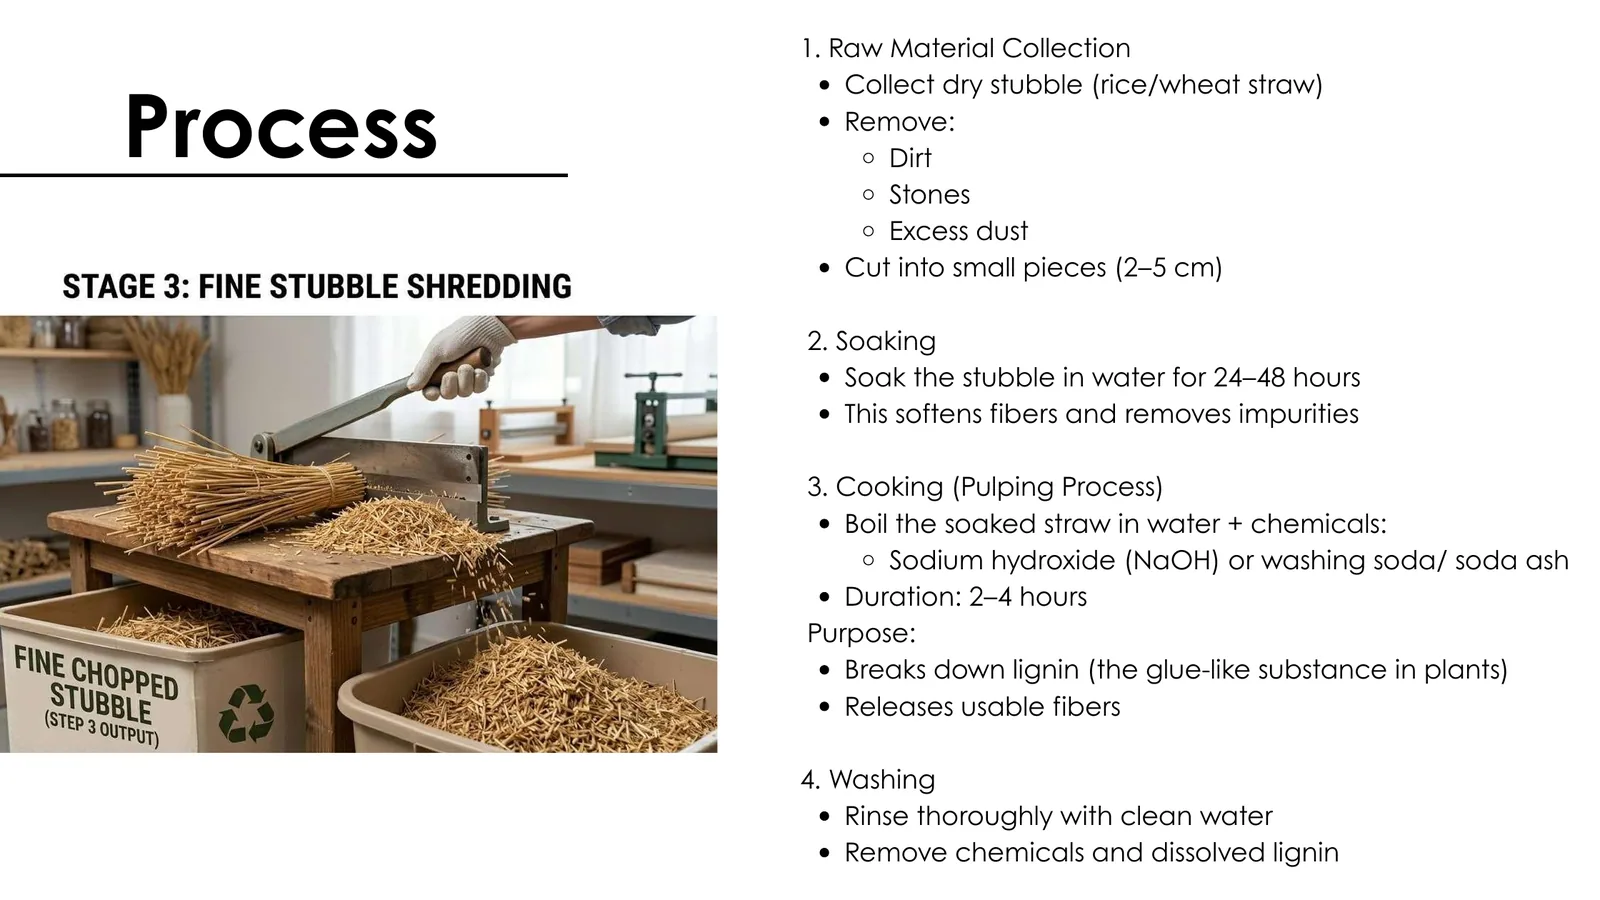 Process
STAGE 3: FINE STUBBLE SHREDDING
FINE CHOPPED
STUBBLE
(STEP 3 OUTPUT)
1. Raw Material Collection
• Collect dry stubble (rice/wheat straw)
• Remove:
○ Dirt
○ Stones
○ Excess dust
• Cut into small pieces (2–5 cm)
2. Soaking
• Soak the stubble in water for 24–48 hours
• This softens fibers and removes impurities
3. Cooking (Pulping Process)
• Boil the soaked straw in water + chemicals:
○ Sodium hydroxide (NaOH) or washing soda/ soda ash
• Duration: 2–4 hours
Purpose:
• Breaks down lignin (the glue-like substance in plants)
• Releases usable fibers
4. Washing
• Rinse thoroughly with clean water
• Remove chemicals and dissolved lignin